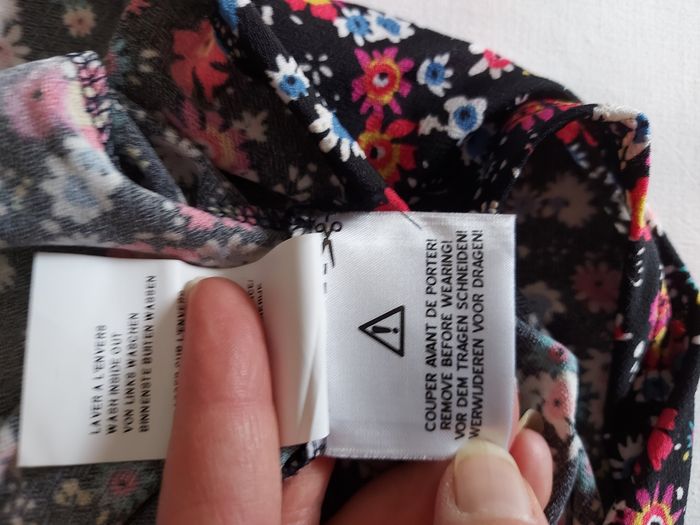 LAVER A L'ENVERS
WASH INSIDE OUT
VON LINKS WASCHEN
BINNENSTE BUITEN WASSEN
COUPER AVANT DE PORTER!
REMOVE BEFORE WEARING!
VOR DEM TRAGEN SCHNEIDEN!
VERWIJDEREN VOOR DRAGEN!